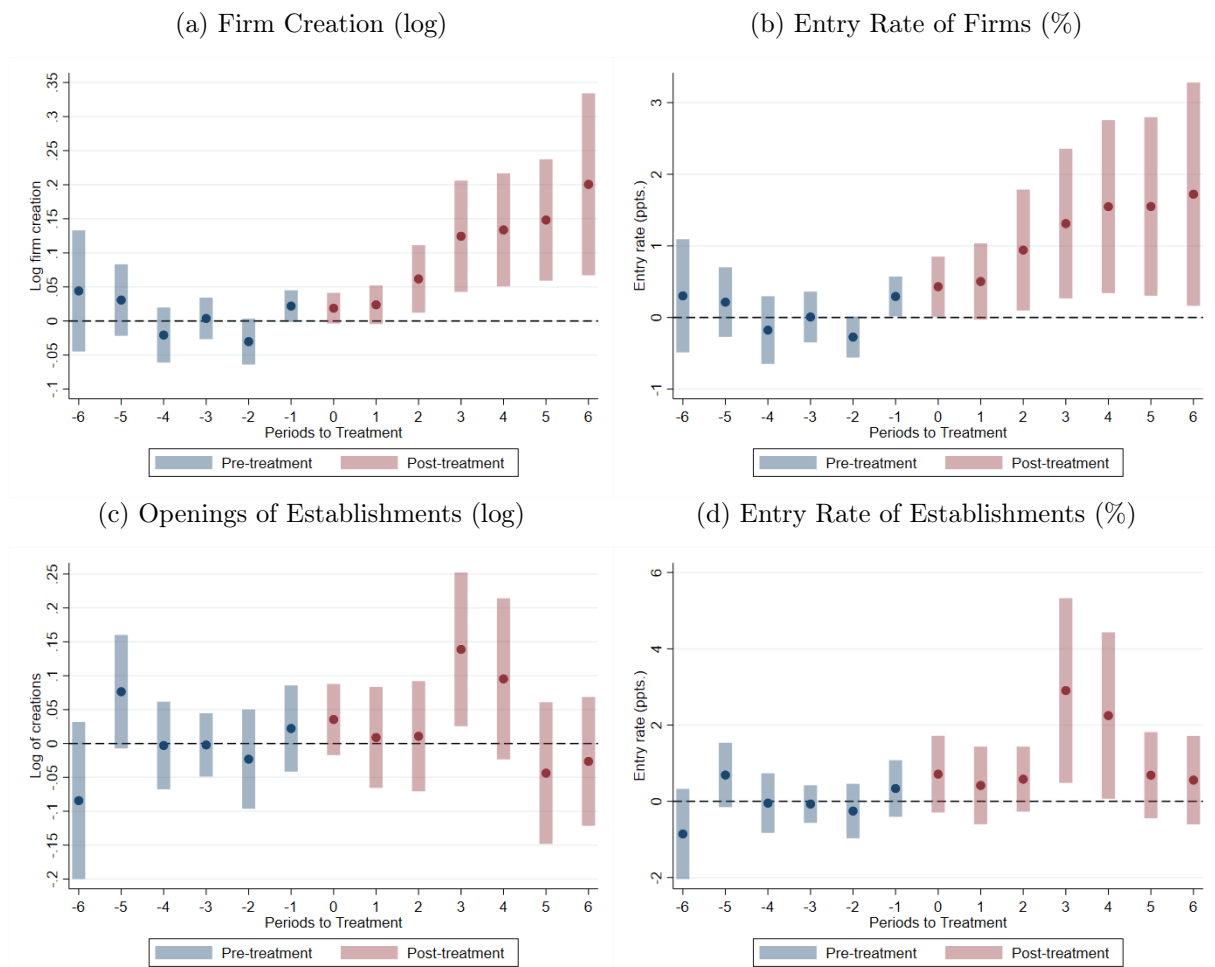 (a) Firm Creation (log)
(b) Entry Rate of Firms (%)
Log firm creation
.35
.3
.25
.2
.15
.1
.05
0
-.05
-.1
-6 -5 -4 -3 -2 -1 0 1 2 3 4 5 6
Periods to Treatment
Pre-treatment Post-treatment
Entry rate (ppts.)
3
2
1
0
-1
-6 -5 -4 -3 -2 -1 0 1 2 3 4 5 6
Periods to Treatment
Pre-treatment Post-treatment
(c) Openings of Establishments (log)
(d) Entry Rate of Establishments (%)
Log of creations
.25
.2
.15
.1
.05
0
-.05
-.1
-.15
-.2
-6 -5 -4 -3 -2 -1 0 1 2 3 4 5 6
Periods to Treatment
Pre-treatment Post-treatment
Entry rate (ppts.)
6
4
2
0
-2
-6 -5 -4 -3 -2 -1 0 1 2 3 4 5 6
Periods to Treatment
Pre-treatment Post-treatment